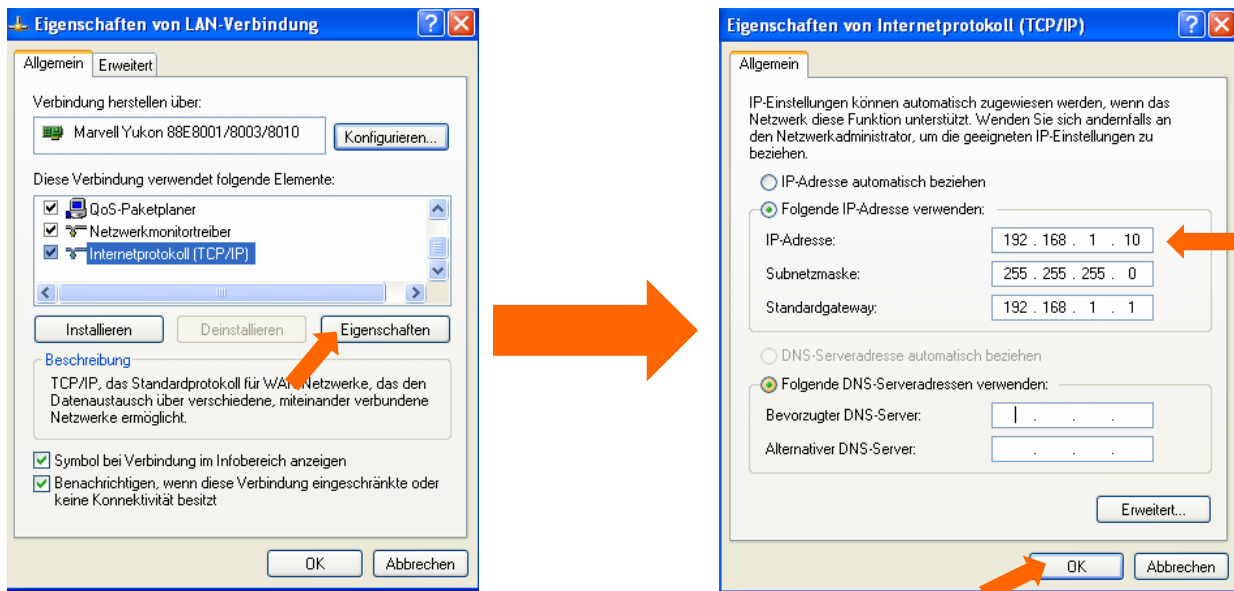 Eigenschaften von LAN-Verbindung
Allgemein Erweitert
Verbindung herstellen über:
Marvell Yukon 88E8001/8003/8010
Konfigurieren...
Diese Verbindung verwendet folgende Elemente:
QoS-Paketplaner
Netzwerkmonitortreiber
Internetprotokoll (TCP/IP)
Installieren Deinstallieren Eigenschaften
Beschreibung
TCP/IP, das Standardprotokoll für WAN-Netzwerke, das den
Datenaustausch über verschiedene, miteinander verbundene
Netzwerke ermöglicht.
Symbol bei Verbindung im Infobereich anzeigen
Benachrichtigen, wenn diese Verbindung eingeschränkte oder
keine Konnektivität besitzt
OK Abbrechen
Eigenschaften von Internetprotokoll (TCP/IP)
Allgemein
IP-Einstellungen können automatisch zugewiesen werden, wenn das
Netzwerk diese Funktion unterstützt. Wenden Sie sich andernfalls an
den Netzwerkadministrator, um die geeigneten IP-Einstellungen zu
beziehen.
IP-Adresse automatisch beziehen
Folgende IP-Adresse verwenden:
IP-Adresse: 192 . 168 . 1 . 10
Subnetzmaske: 255 . 255 . 255 . 0
Standardgateway: 192 . 168 . 1 . 1
DNS-Serveradresse automatisch beziehen
Folgende DNS-Serveradressen verwenden:
Bevorzugter DNS-Server: . . .
Alternativer DNS-Server: . . .
Erweitert...
OK Abbrechen